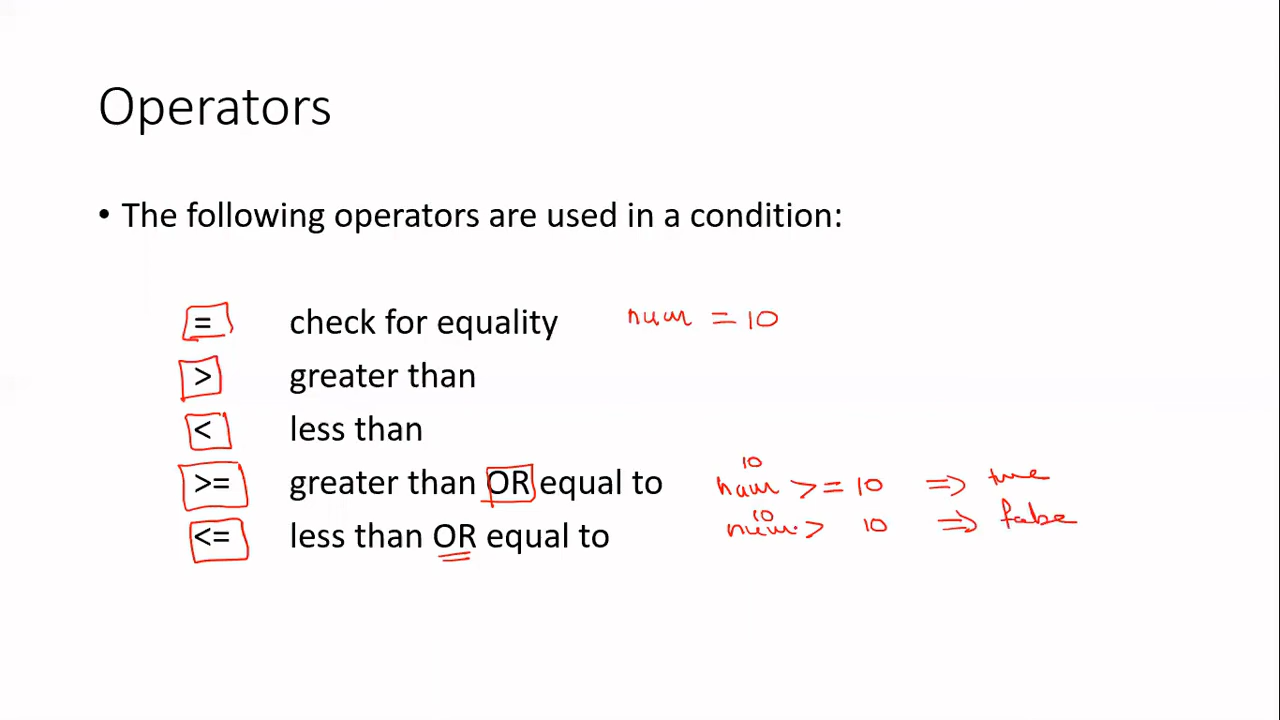 Operators
• The following operators are used in a condition:
= check for equality num = 10
> greater than
< less than
10
>= greater than OR equal to num >= 10 => true
10
<= less than OR equal to num > 10 => false